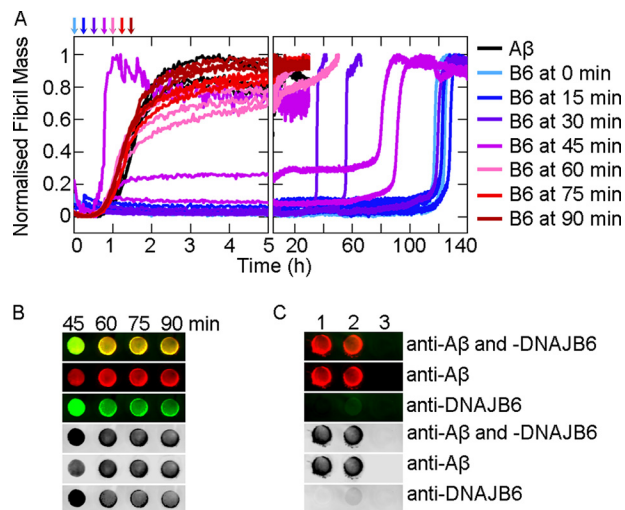 A
Normalised Fibril Mass
1
0.8
0.6
0.4
0.2
0
0 1 2 3 4 5 20 40 60 80 100 140
Time (h)
Aβ
B6 at 0 min
B6 at 15 min
B6 at 30 min
B6 at 45 min
B6 at 60 min
B6 at 75 min
B6 at 90 min
B
45 60 75 90 min
C
1 2 3
anti-Aβ and -DNAJB6
anti-Aβ
anti-DNAJB6
anti-Aβ and -DNAJB6
anti-Aβ
anti-DNAJB6